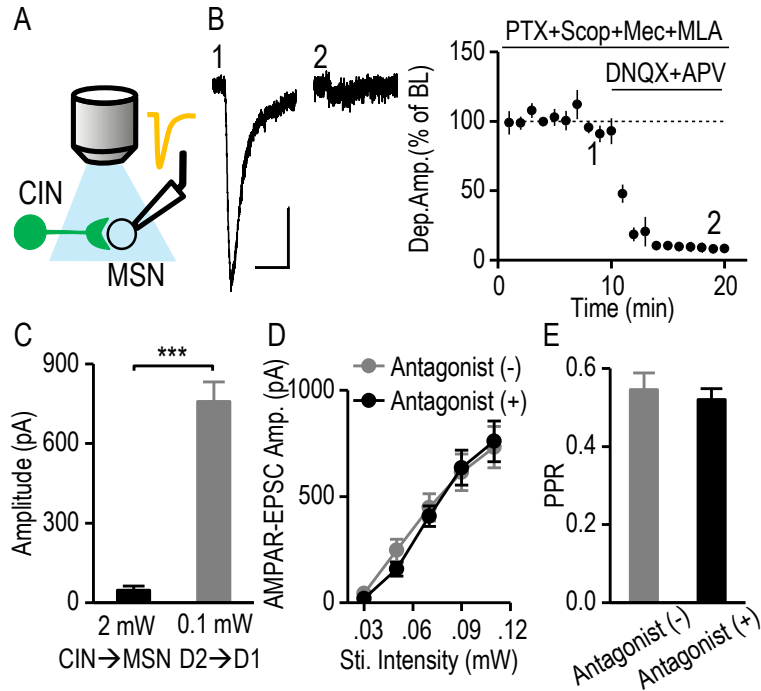 A
CIN
MSN
B
1
2
PTX+Scop+Mec+MLA
DNQX+APV
Dep.Amp.(% of BL)
150
100
50
0
1
2
0
10
20
Time (min)
C
***
Amplitude (pA)
900
600
300
0
2 mW
0.1 mW
CIN→MSN
D2→D1
D
Antagonist (-)
Antagonist (+)
AMPAR-EPSC Amp. (pA)
1000
500
0
.03
.06
.09
.12
Sti. Intensity (mW)
E
PPR
0.6
0.4
0.2
0.0
Antagonist (-)
Antagonist (+)